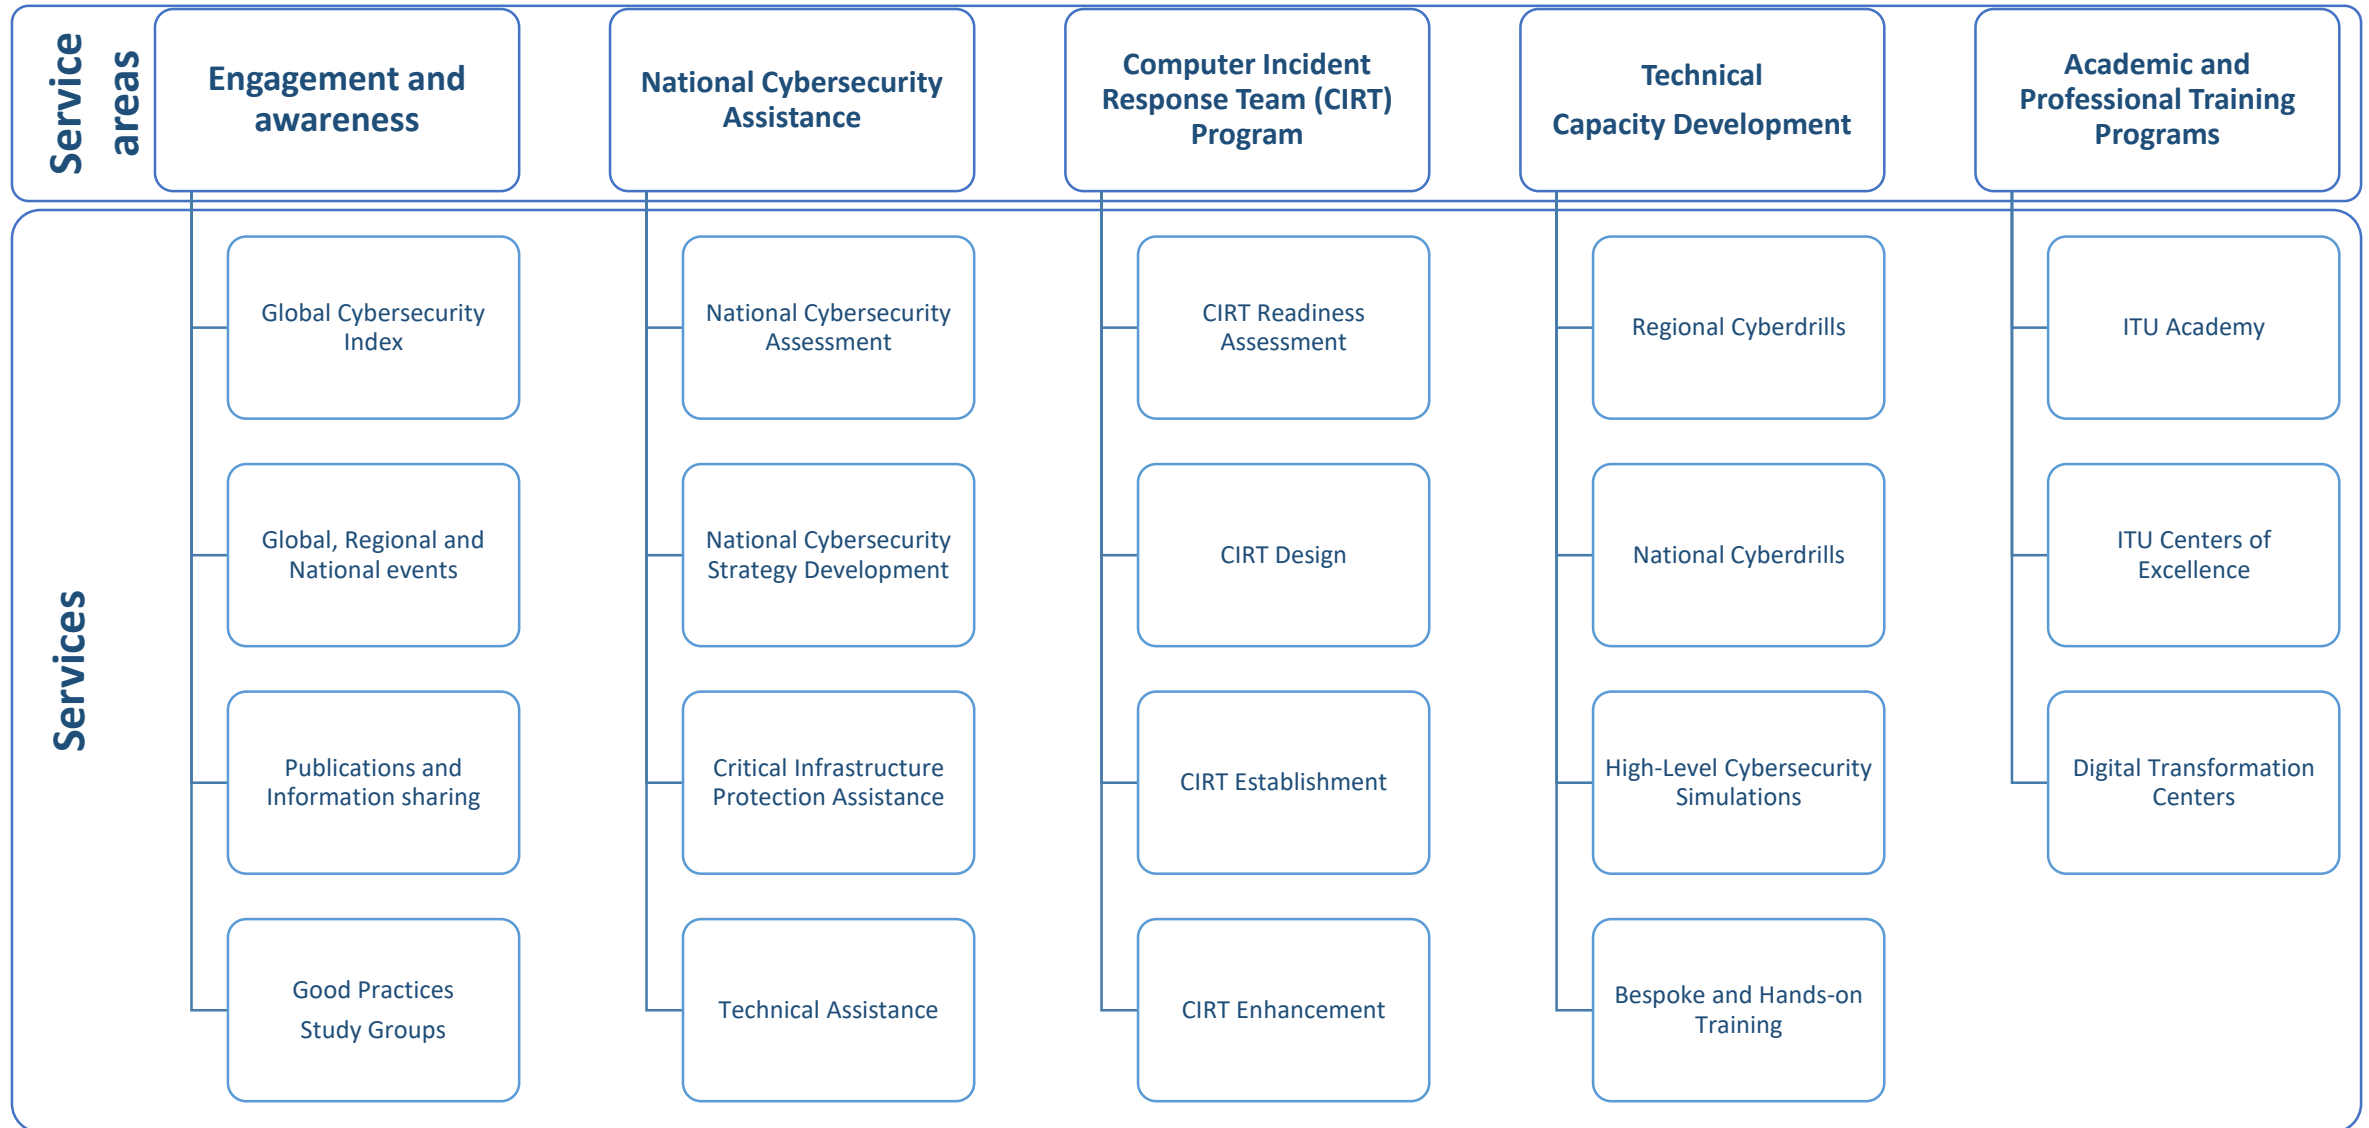 Service
areas
Engagement and
awareness
National Cybersecurity
Assistance
Computer Incident
Response Team (CIRT)
Program
Technical
Capacity Development
Academic and
Professional Training
Programs
Services
Global Cybersecurity
Index
National Cybersecurity
Assessment
CIRT Readiness
Assessment
Regional Cyberdrills
ITU Academy
Global, Regional and
National events
National Cybersecurity
Strategy Development
CIRT Design
National Cyberdrills
ITU Centers of
Excellence
Publications and
Information sharing
Critical Infrastructure
Protection Assistance
CIRT Establishment
High-Level Cybersecurity
Simulations
Digital Transformation
Centers
Good Practices
Study Groups
Technical Assistance
CIRT Enhancement
Bespoke and Hands-on
Training